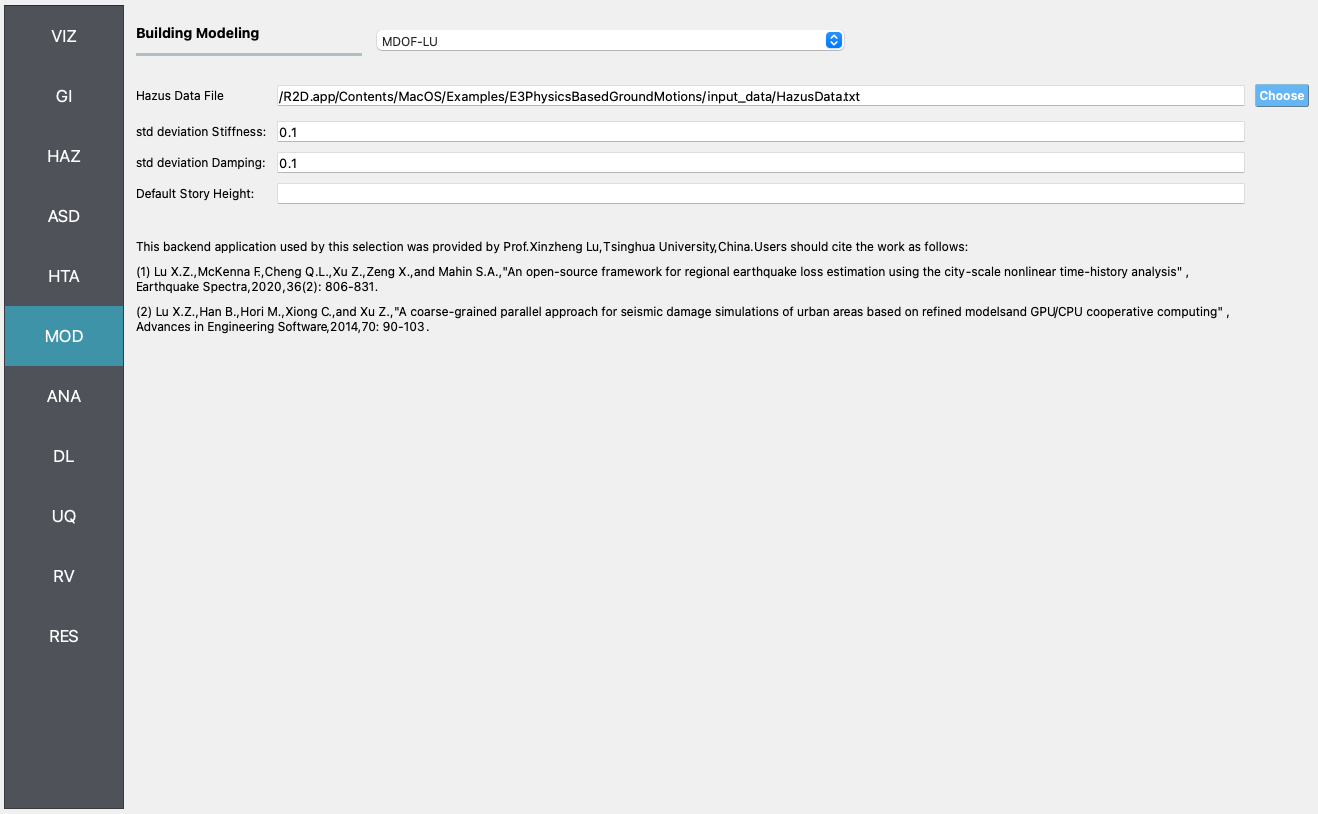 VIZ
GI
HAZ
ASD
HTA
MOD
ANA
DL
UQ
RV
RES
Building Modeling
MDOF-LU
Hazus Data File
/R2D.app/Contents/MacOS/Examples/E3PhysicsBasedGroundMotions/input_data/HazusData.txt
Choose
std deviation Stiffness:
0.1
std deviation Damping:
0.1
Default Story Height:
This backend application used by this selection was provided by Prof.Xinzheng Lu,Tsinghua University,China.Users should cite the work as follows:
(1) Lu X.Z.,McKenna F.,Cheng Q.L.,Xu Z.,Zeng X.,and Mahin S.A.,"An open-source framework for regional earthquake loss estimation using the city-scale nonlinear time-history analysis" ,
Earthquake Spectra,2020,36(2): 806-831.
(2) Lu X.Z.,Han B.,Hori M.,Xiong C.,and Xu Z.,"A coarse-grained parallel approach for seismic damage simulations of urban areas based on refined modelsand GPU/CPU cooperative computing" ,
Advances in Engineering Software,2014,70: 90-103.